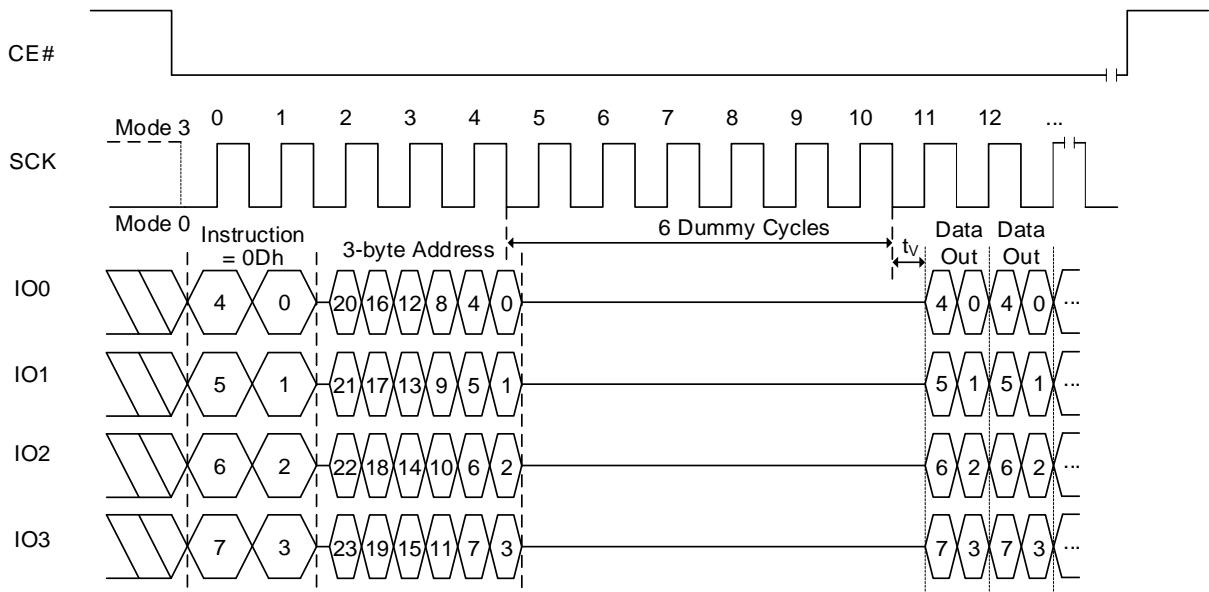 CE#
0 1 2 3 4 5 6 7 8 9 10 11 12 ...
Mode 3
SCK
Mode 0
Instruction
= 0Dh
3-byte Address
6 Dummy Cycles
tV
Data
Out
Data
Out
IO0
4 0 20 16 12 8 4 0 4 0 4 0 ...
IO1
5 1 21 17 13 9 5 1 5 1 5 1 ...
IO2
6 2 22 18 14 10 6 2 6 2 6 2 ...
IO3
7 3 23 19 15 11 7 3 7 3 7 3 ...